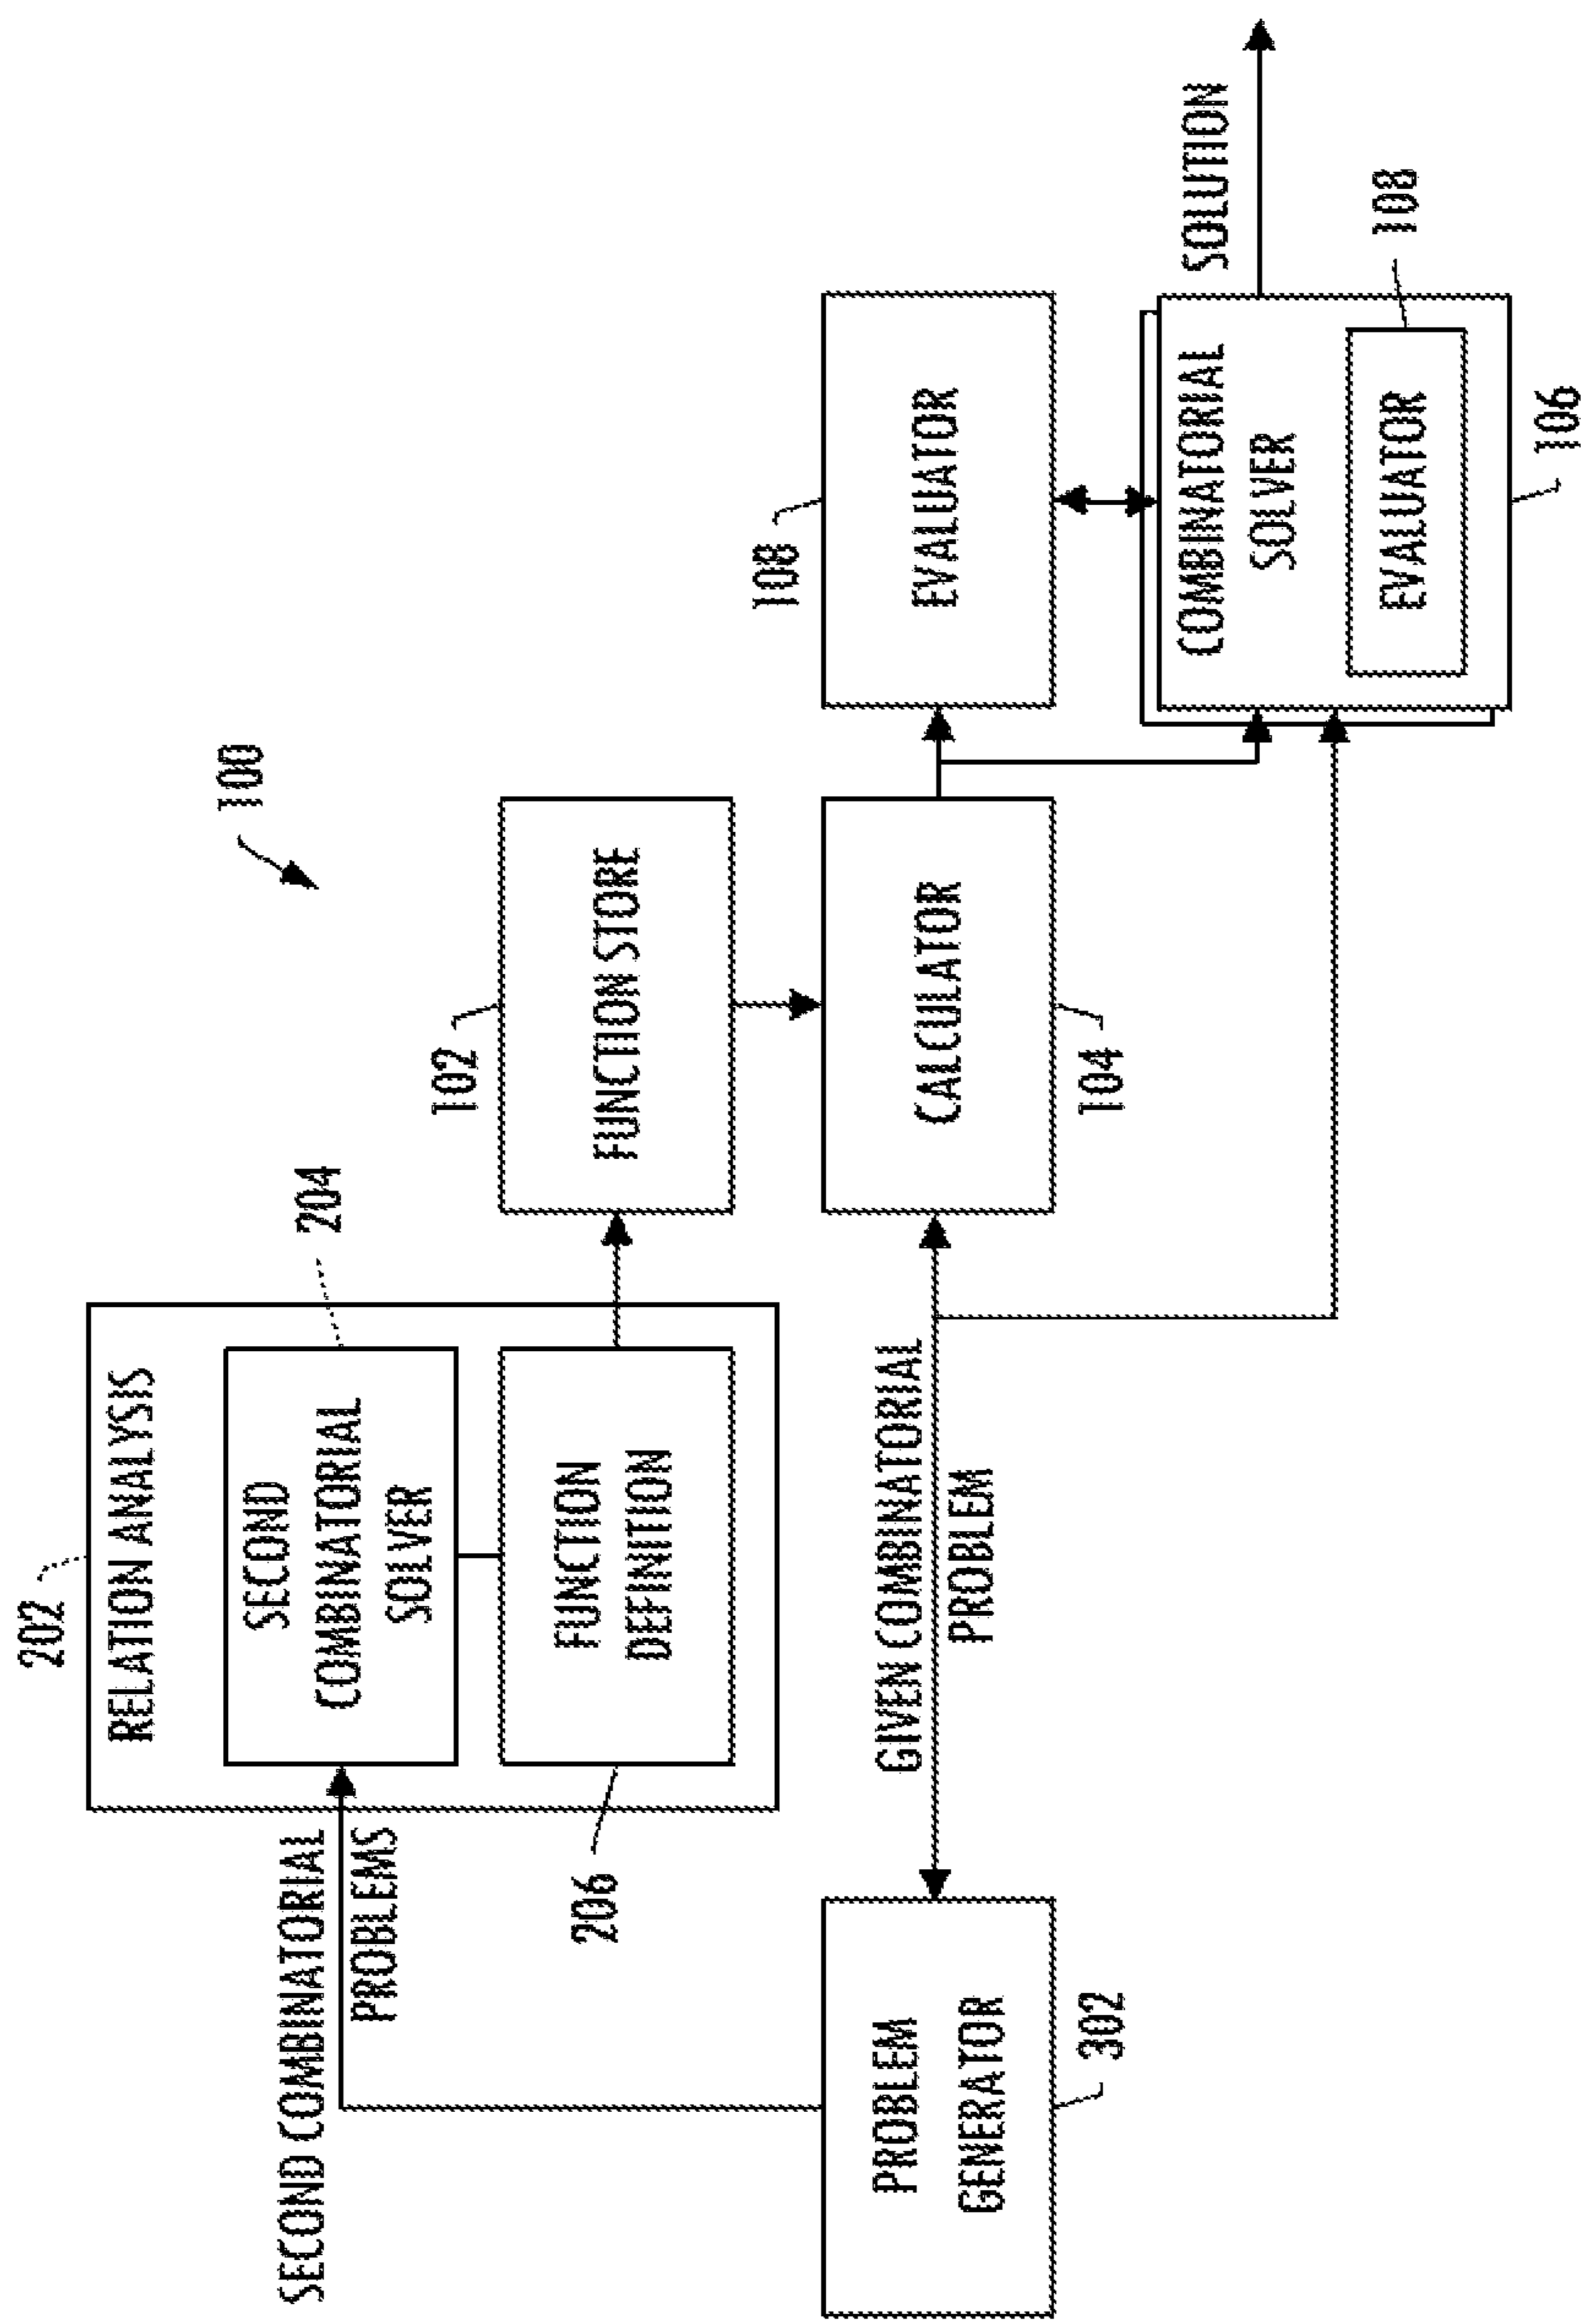 100
202
RELATION ANALYSIS
SECOND COMBINATORIAL
PROBLEMS
SECOND
COMBINATORIAL
SOLVER
204
FUNCTION
DEFINITION
206
102
FUNCTION STORE
PROBLEM
GENERATOR
302
GIVEN COMBINATORIAL
PROBLEM
CALCULATOR
104
108
EVALUATOR
COMBINATORIAL
SOLVER
EVALUATOR
108
106
SOLUTION